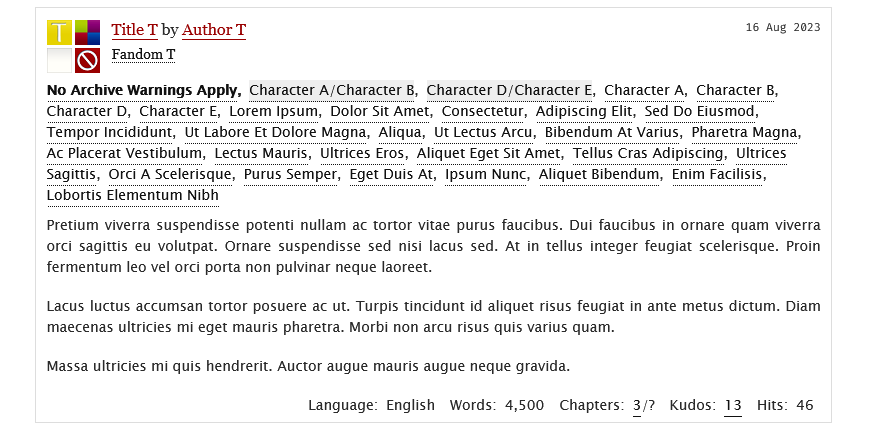 T Title T by Author T 16 Aug 2023
Fandom T
No Archive Warnings Apply, Character A/Character B, Character D/Character E, Character A, Character B,
Character D, Character E, Lorem Ipsum, Dolor Sit Amet, Consectetur, Adipiscing Elit, Sed Do Eiusmod,
Tempor Incididunt, Ut Labore Et Dolore Magna, Aliqua, Ut Lectus Arcu, Bibendum At Varius, Pharetra Magna,
Ac Placerat Vestibulum, Lectus Mauris, Ultrices Eros, Aliquet Eget Sit Amet, Tellus Cras Adipiscing, Ultrices
Sagittis, Orci A Scelerisque, Purus Semper, Eget Duis At, Ipsum Nunc, Aliquet Bibendum, Enim Facilisis,
Lobortis Elementum Nibh
Pretium viverra suspendisse potenti nullam ac tortor vitae purus faucibus. Dui faucibus in ornare quam viverra
orci sagittis eu volutpat. Ornare suspendisse sed nisi lacus sed. At in tellus integer feugiat scelerisque. Proin
fermentum leo vel orci porta non pulvinar neque laoreet.
Lacus luctus accumsan tortor posuere ac ut. Turpis tincidunt id aliquet risus feugiat in ante metus dictum. Diam
maecenas ultricies mi eget mauris pharetra. Morbi non arcu risus quis varius quam.
Massa ultricies mi quis hendrerit. Auctor augue mauris augue neque gravida.
Language: English Words: 4,500 Chapters: 3/? Kudos: 13 Hits: 46